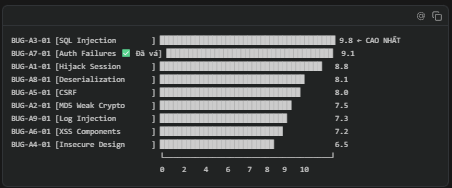 BUG-A3-01 [SQL Injection ] 9.8 ← CAO NHẤT
BUG-A7-01 [Auth Failures ✅ Đã vá] 9.1
BUG-A1-01 [Hijack Session ] 8.8
BUG-A8-01 [Deserialization ] 8.1
BUG-A5-01 [CSRF ] 8.0
BUG-A2-01 [MD5 Weak Crypto ] 7.5
BUG-A9-01 [Log Injection ] 7.3
BUG-A6-01 [XSS Components ] 7.2
BUG-A4-01 [Insecure Design ] 6.5
0 2 4 6 7 8 9 10